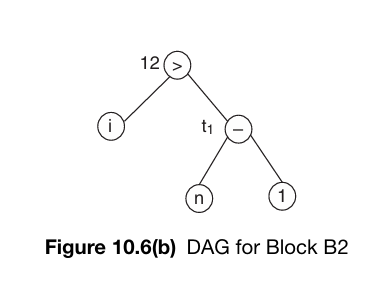 12 >
i
t₁ –
n
1
Figure 10.6(b) DAG for Block B2